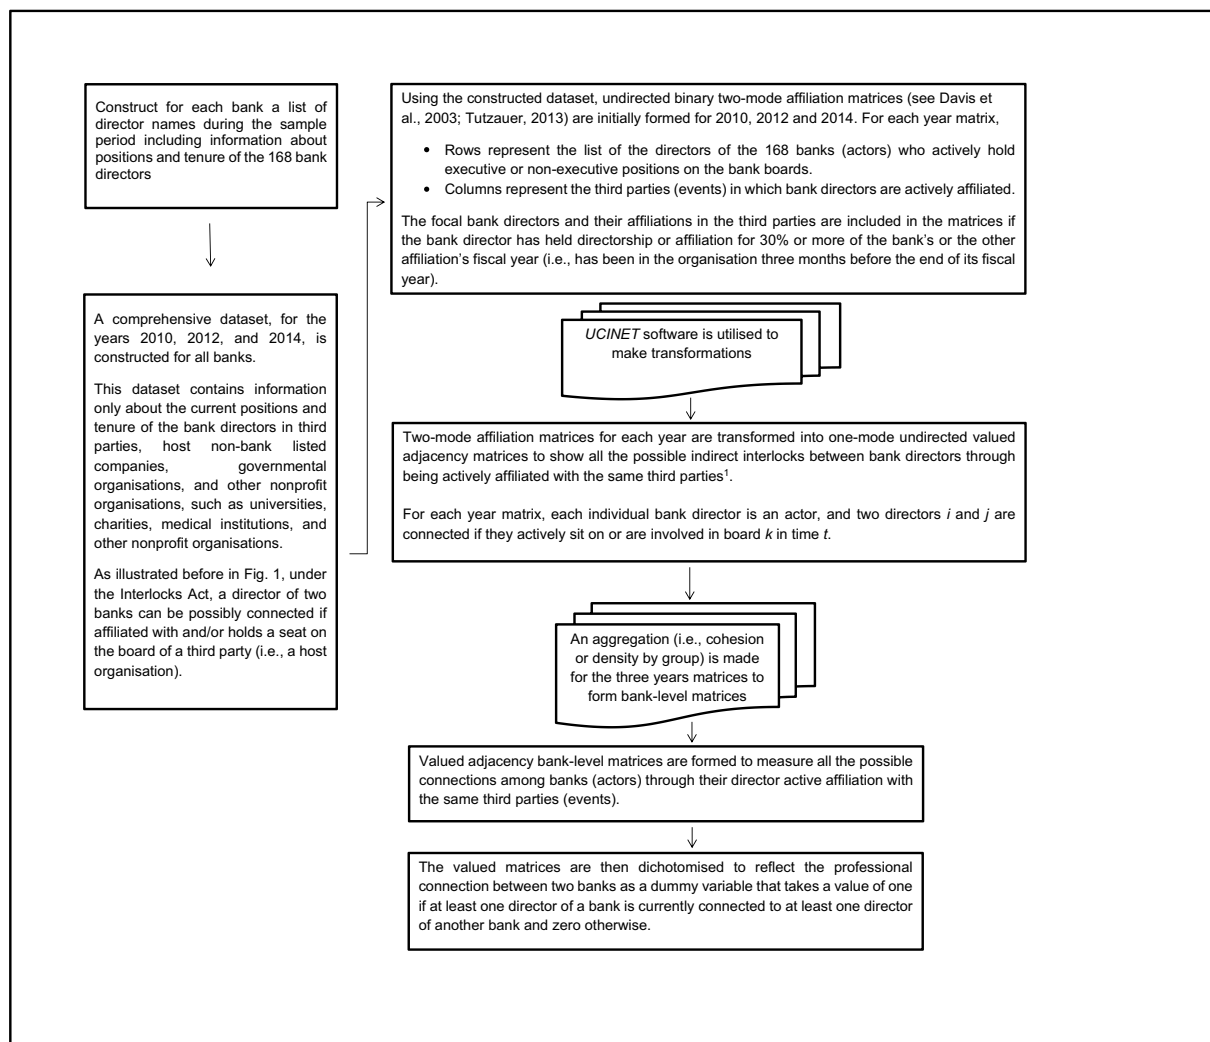 Construct for each bank a list of
director names during the sample
period including information about
positions and tenure of the 168 bank
directors
A comprehensive dataset, for the
years 2010, 2012, and 2014, is
constructed for all banks.
This dataset contains information
only about the current positions and
tenure of the bank directors in third
parties, host non-bank listed
companies, governmental
organisations, and other nonprofit
organisations, such as universities,
charities, medical institutions, and
other nonprofit organisations.
As illustrated before in Fig. 1, under
the Interlocks Act, a director of two
banks can be possibly connected if
affiliated with and/or holds a seat on
the board of a third party (i.e., a host
organisation).
Using the constructed dataset, undirected binary two-mode affiliation matrices (see Davis et
al., 2003; Tutzauer, 2013) are initially formed for 2010, 2012 and 2014. For each year matrix,
• Rows represent the list of the directors of the 168 banks (actors) who actively hold
executive or non-executive positions on the bank boards.
• Columns represent the third parties (events) in which bank directors are actively affiliated.
The focal bank directors and their affiliations in the third parties are included in the matrices if
the bank director has held directorship or affiliation for 30% or more of the bank's or the other
affiliation's fiscal year (i.e., has been in the organisation three months before the end of its fiscal
year).
UCINET software is utilised to
make transformations
Two-mode affiliation matrices for each year are transformed into one-mode undirected valued
adjacency matrices to show all the possible indirect interlocks between bank directors through
being actively affiliated with the same third parties¹.
For each year matrix, each individual bank director is an actor, and two directors i and j are
connected if they actively sit on or are involved in board k in time t.
An aggregation (i.e., cohesion
or density by group) is made
for the three years matrices to
form bank-level matrices
Valued adjacency bank-level matrices are formed to measure all the possible
connections among banks (actors) through their director active affiliation with
the same third parties (events).
The valued matrices are then dichotomised to reflect the professional
connection between two banks as a dummy variable that takes a value of one
if at least one director of a bank is currently connected to at least one director
of another bank and zero otherwise.